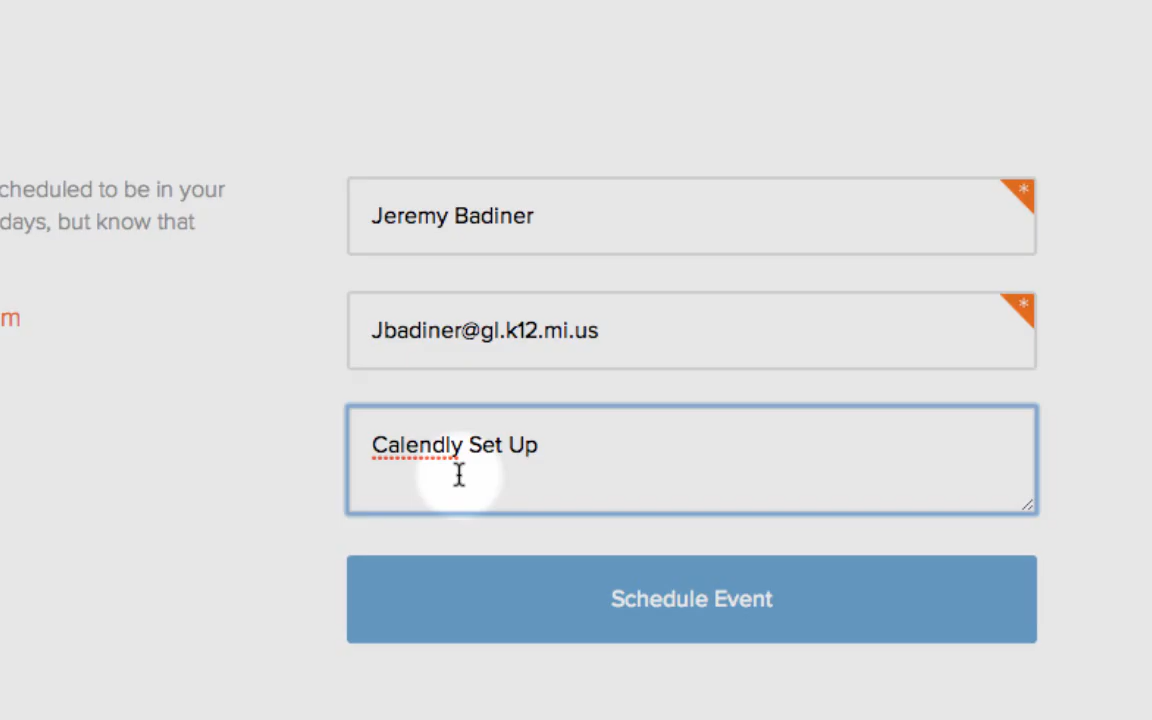 cheduled to be in your
days, but know that
m
Jeremy Badiner
*
Jbadiner@gl.k12.mi.us
*
Calendly Set Up
Schedule Event